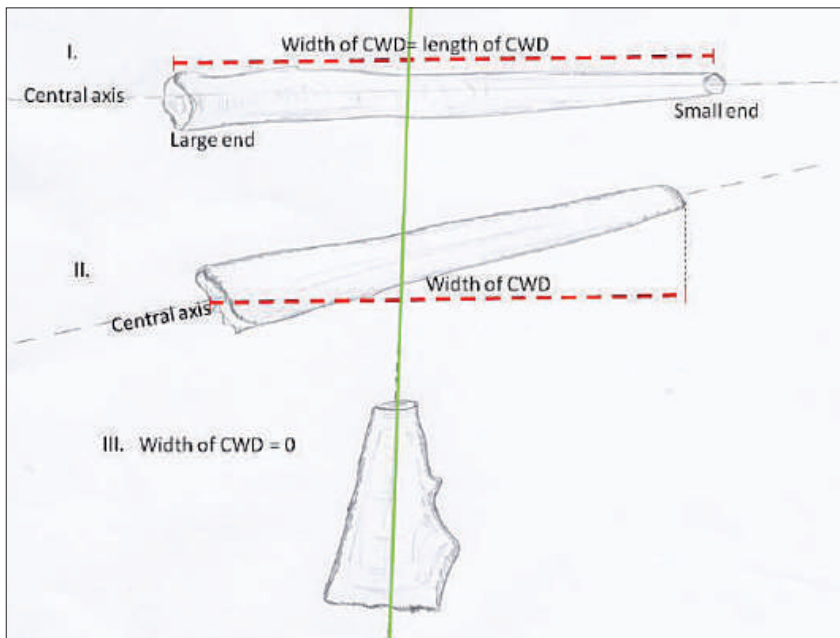 I.
Width of CWD= length of CWD
Central axis
Large end
Small end
II.
Width of CWD
Central axis
III. Width of CWD = 0